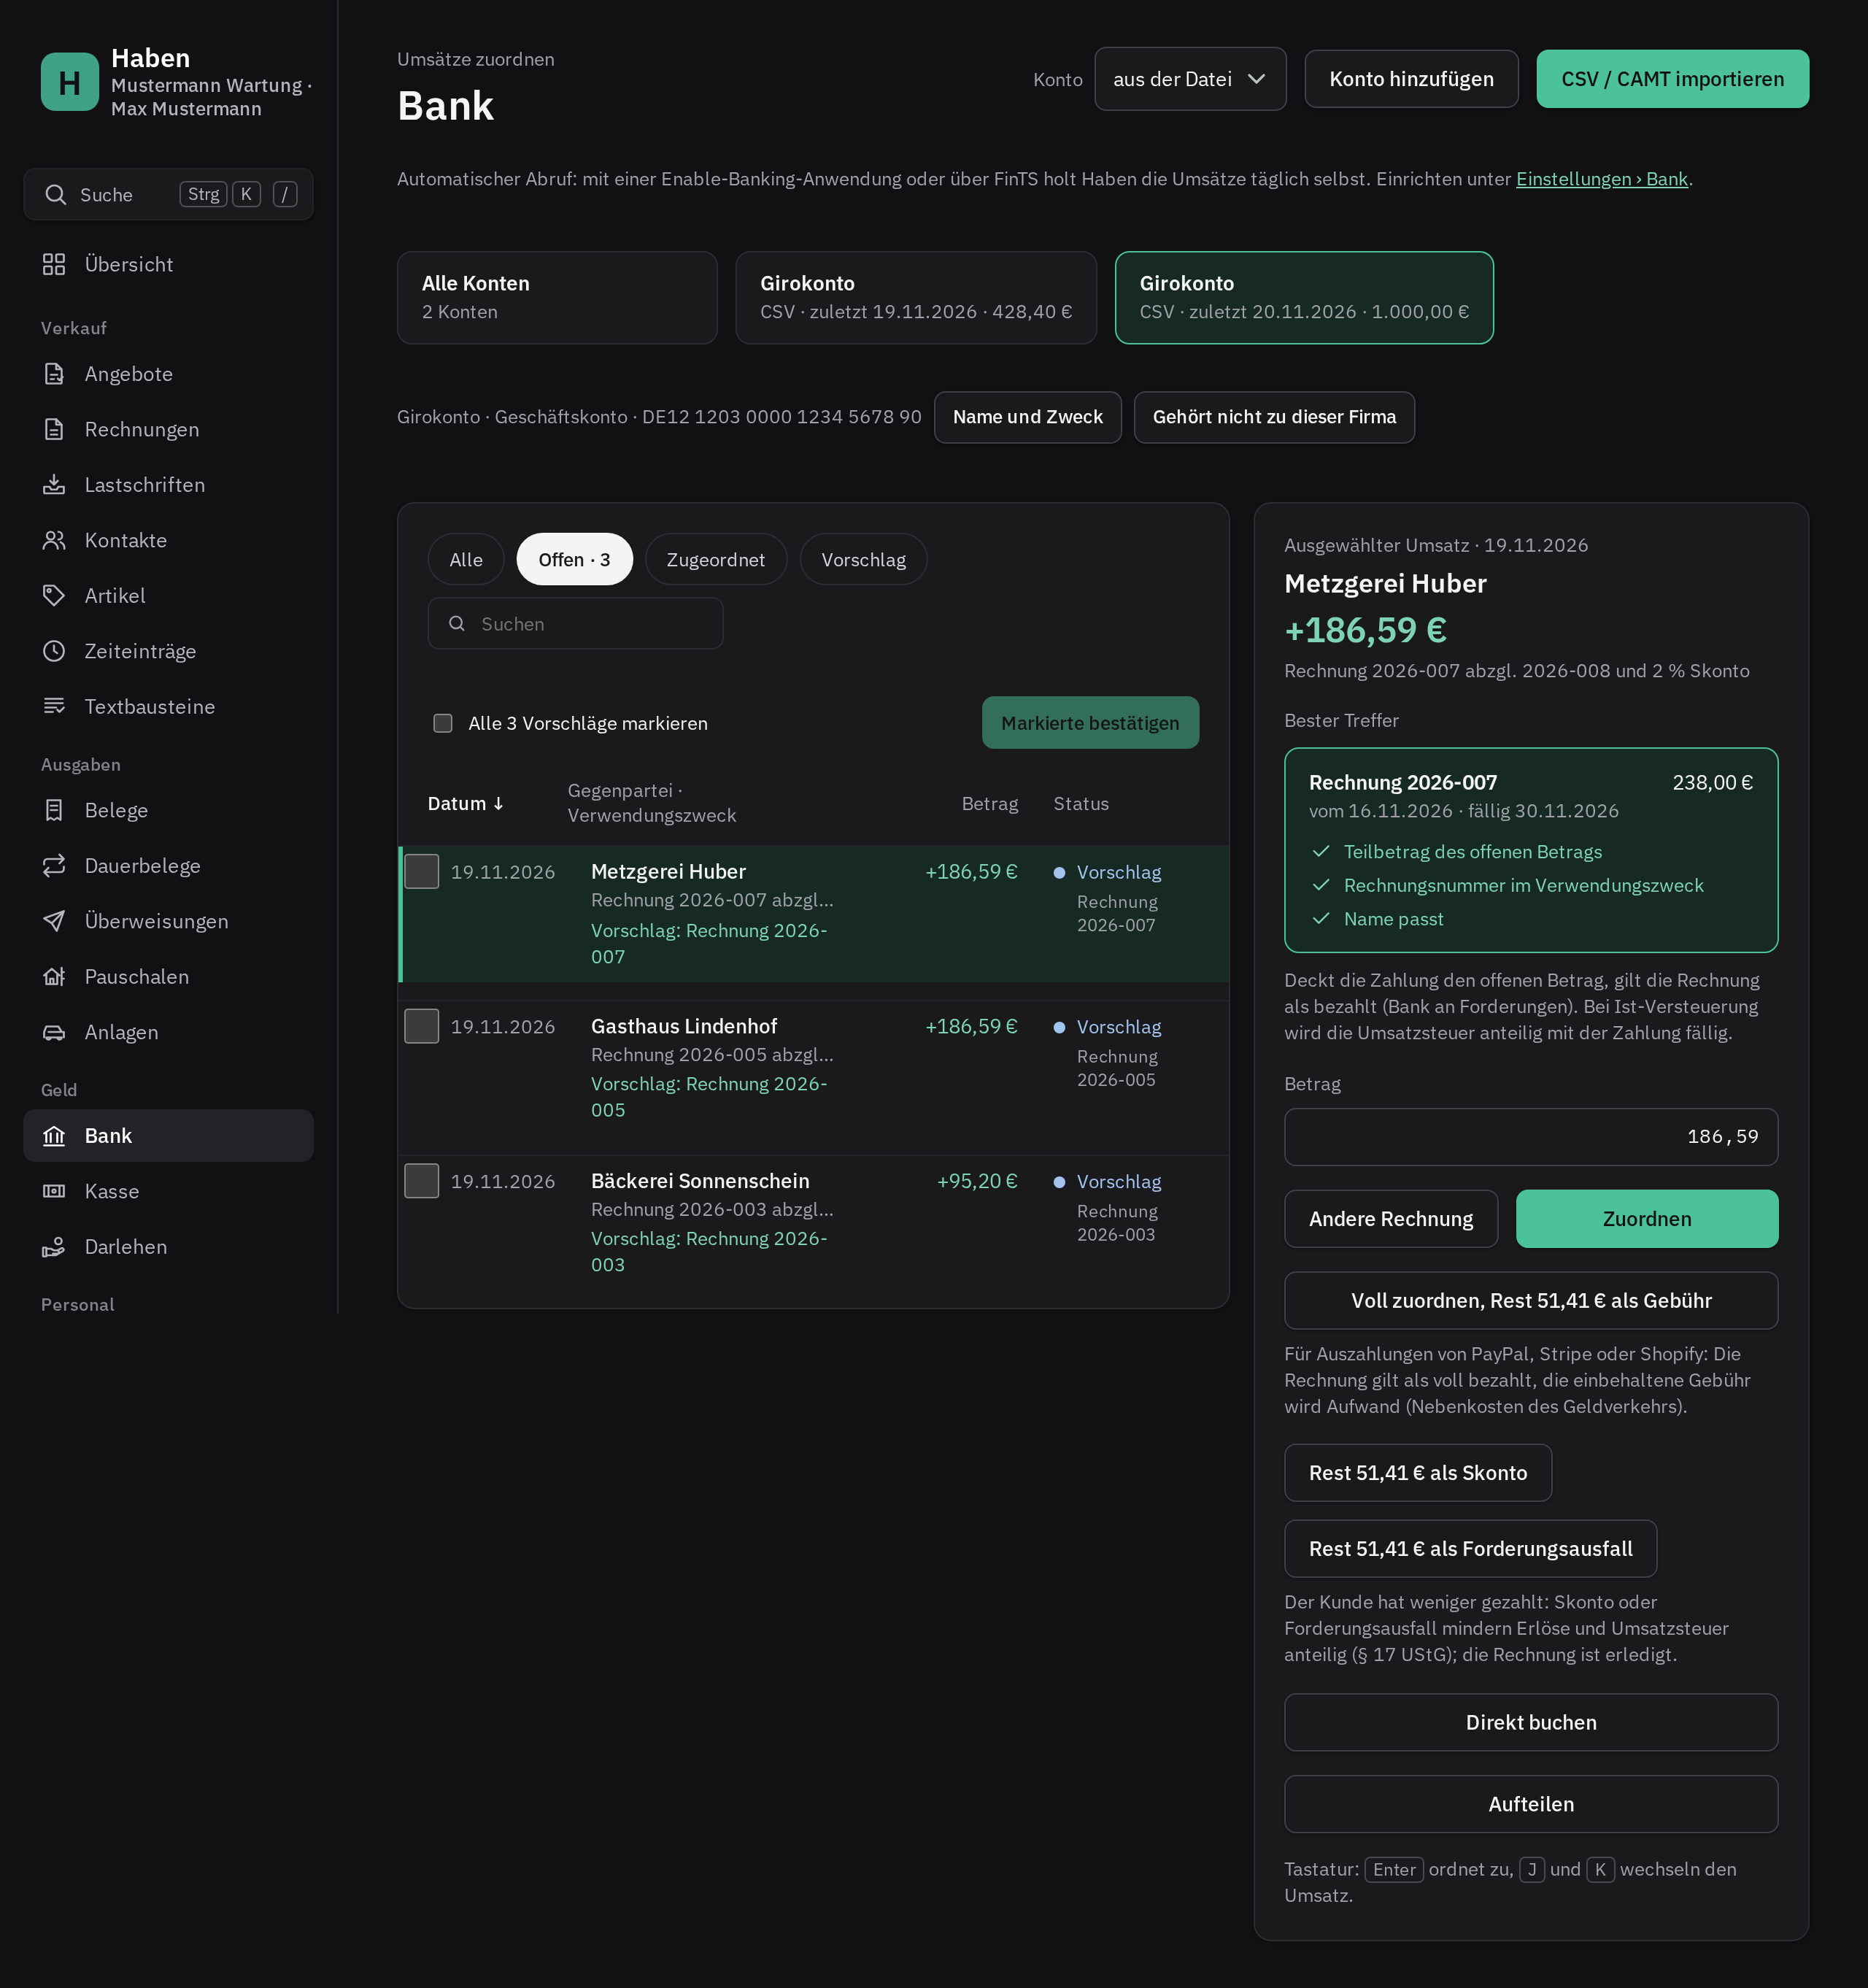 H
Haben
Mustermann Wartung ·
Max Mustermann
Suche Strg K /
Übersicht
Verkauf
Angebote
Rechnungen
Lastschriften
Kontakte
Artikel
Zeiteinträge
Textbausteine
Ausgaben
Belege
Dauerbelege
Überweisungen
Pauschalen
Anlagen
Geld
Bank
Kasse
Darlehen
Personal
Umsätze zuordnen
Bank
Konto aus der Datei Konto hinzufügen CSV / CAMT importieren
Automatischer Abruf: mit einer Enable-Banking-Anwendung oder über FinTS holt Haben die Umsätze täglich selbst. Einrichten unter Einstellungen › Bank.
Alle Konten
2 Konten
Girokonto
CSV · zuletzt 19.11.2026 · 428,40 €
Girokonto
CSV · zuletzt 20.11.2026 · 1.000,00 €
Girokonto · Geschäftskonto · DE12 1203 0000 1234 5678 90 Name und Zweck Gehört nicht zu dieser Firma
Alle Offen · 3 Zugeordnet Vorschlag
Suchen
Alle 3 Vorschläge markieren Markierte bestätigen
Datum ↓ Gegenpartei · Verwendungszweck Betrag Status
19.11.2026 Metzgerei Huber +186,59 € Vorschlag
Rechnung 2026-007 abzgl... Rechnung
2026-007
Vorschlag: Rechnung 2026-
007
19.11.2026 Gasthaus Lindenhof +186,59 € Vorschlag
Rechnung 2026-005 abzgl... Rechnung
2026-005
Vorschlag: Rechnung 2026-
005
19.11.2026 Bäckerei Sonnenschein +95,20 € Vorschlag
Rechnung 2026-003 abzgl... Rechnung
2026-003
Vorschlag: Rechnung 2026-
003
Ausgewählter Umsatz · 19.11.2026
Metzgerei Huber
+186,59 €
Rechnung 2026-007 abzgl. 2026-008 und 2 % Skonto
Bester Treffer
Rechnung 2026-007 238,00 €
vom 16.11.2026 · fällig 30.11.2026
Teilbetrag des offenen Betrags
Rechnungsnummer im Verwendungszweck
Name passt
Deckt die Zahlung den offenen Betrag, gilt die Rechnung
als bezahlt (Bank an Forderungen). Bei Ist-Versteuerung
wird die Umsatzsteuer anteilig mit der Zahlung fällig.
Betrag
186,59
Andere Rechnung Zuordnen
Voll zuordnen, Rest 51,41 € als Gebühr
Für Auszahlungen von PayPal, Stripe oder Shopify: Die
Rechnung gilt als voll bezahlt, die einbehaltene Gebühr
wird Aufwand (Nebenkosten des Geldverkehrs).
Rest 51,41 € als Skonto
Rest 51,41 € als Forderungsausfall
Der Kunde hat weniger gezahlt: Skonto oder
Forderungsausfall mindern Erlöse und Umsatzsteuer
anteilig (§ 17 UStG); die Rechnung ist erledigt.
Direkt buchen
Aufteilen
Tastatur: Enter ordnet zu, J und K wechseln den
Umsatz.